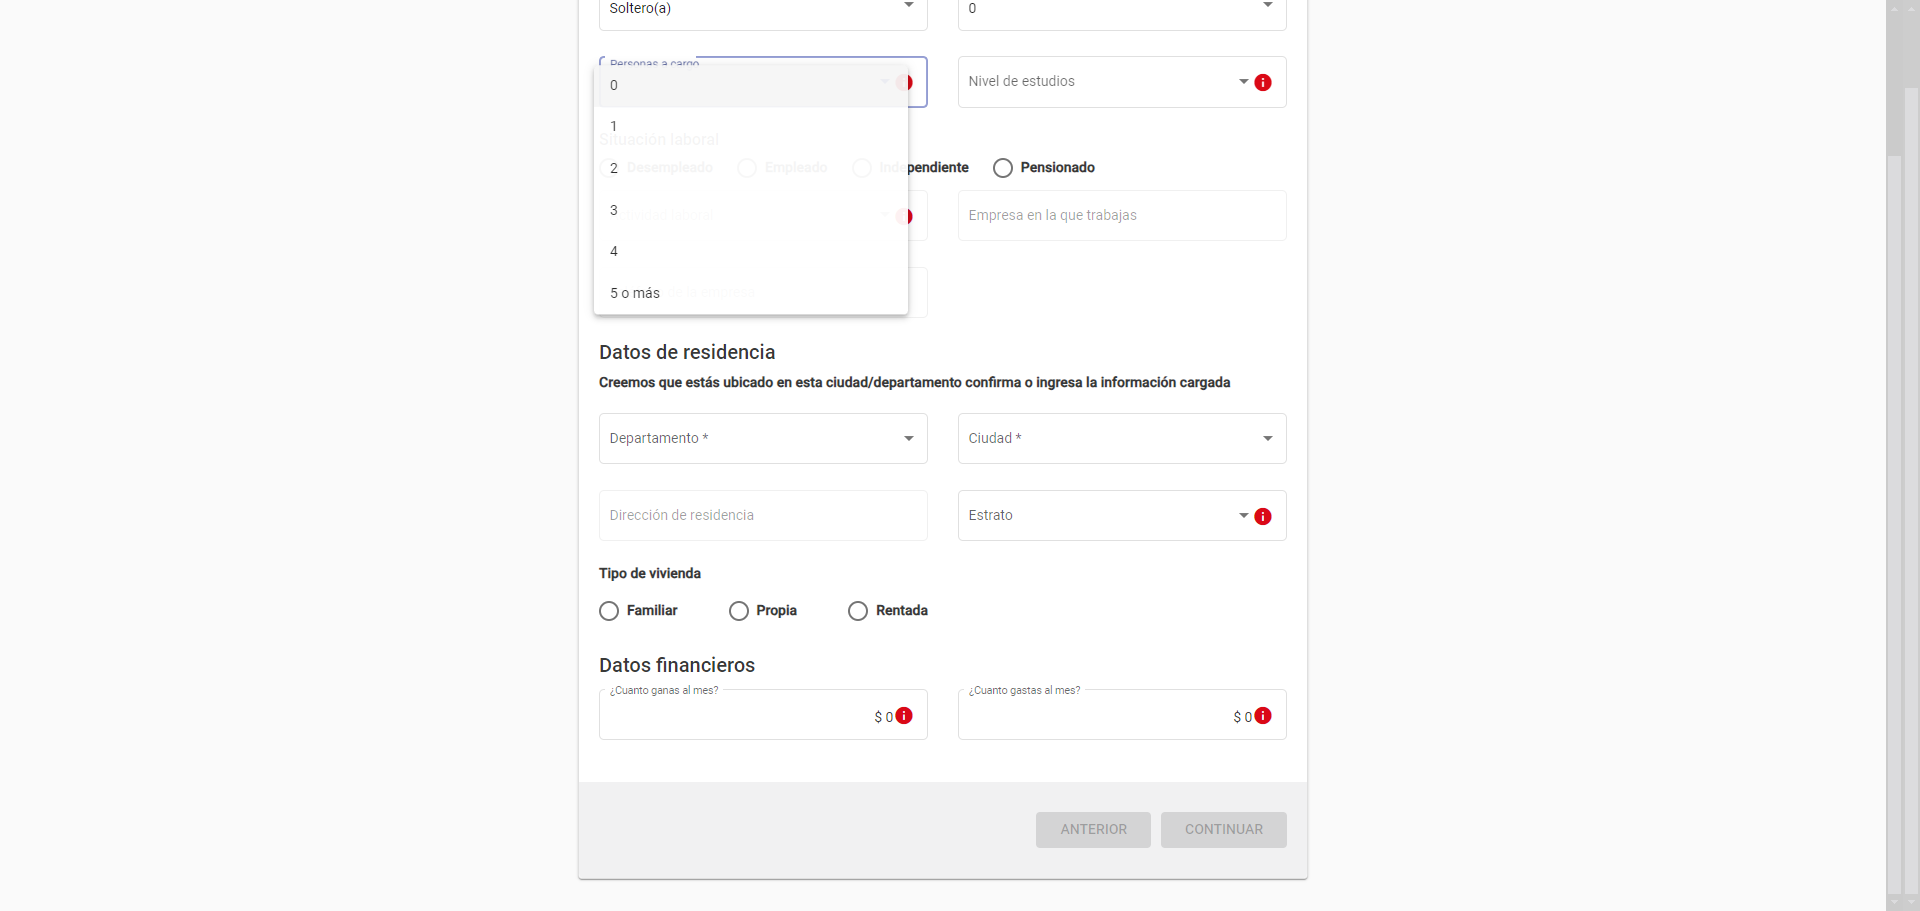 Soltero(a)
0
Personas a cargo
Nivel de estudios
0
1
2
3
4
5 o más
Situación laboral
Desempleado
Empleado
Independiente
Pensionado
Empresa en la que trabajas
Datos de residencia
Creemos que estás ubicado en esta ciudad/departamento confirma o ingresa la información cargada
Departamento *
Ciudad *
Dirección de residencia
Estrato
Tipo de vivienda
Familiar
Propia
Rentada
Datos financieros
¿Cuanto ganas al mes?
$ 0
¿Cuanto gastas al mes?
$ 0
ANTERIOR
CONTINUAR